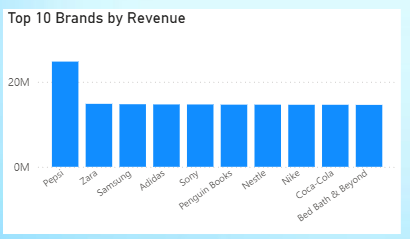 Top 10 Brands by Revenue
20M
0M
Pepsi
Zara
Samsung
Adidas
Sony
Penguin Books
Nestle
Nike
Coca-Cola
Bed Bath & Beyond